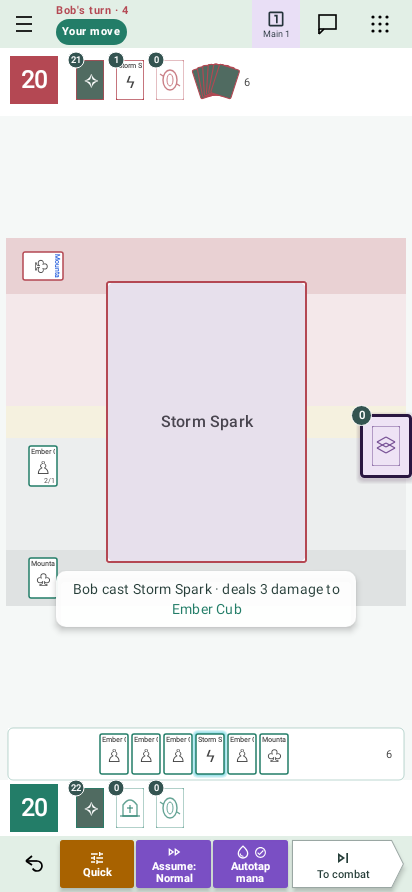 Bob's turn · 4
Your move
1
Main 1
20
21
1
Storm S
0
6
Mounta
Storm Spark
0
Ember (
2/1
Mounta
Bob cast Storm Spark · deals 3 damage to
Ember Cub
Ember (
Ember (
Ember (
Storm S
Ember (
Mounta
6
20
22
0
0
Quick
Assume:
Normal
Autotap
mana
To combat